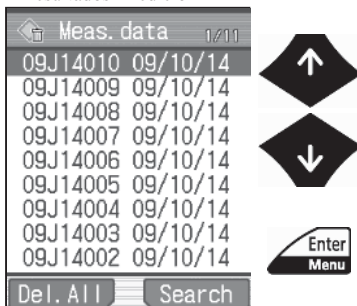 Meas.data 1/11
09J14010 09/10/14
09J14009 09/10/14
09J14008 09/10/14
09J14007 09/10/14
09J14006 09/10/14
09J14005 09/10/14
09J14004 09/10/14
09J14003 09/10/14
09J14002 09/10/14
Del.All Search
Enter
Menu